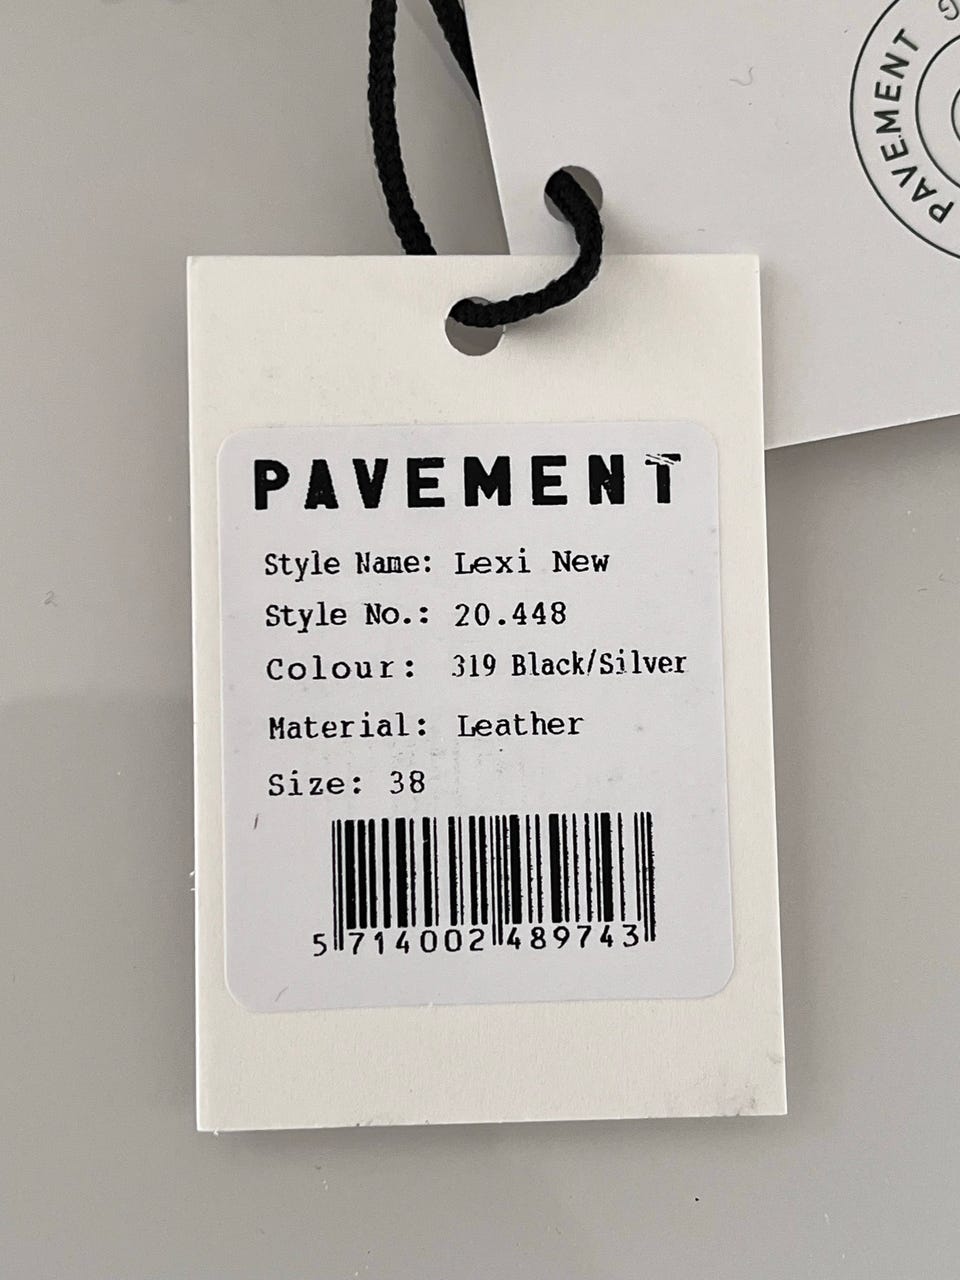 PAVEMENT
PAVEMENT
Style Name: Lexi New
Style No.: 20.448
Colour: 319 Black/Silver
Material: Leather
Size: 38
5 714002 489743